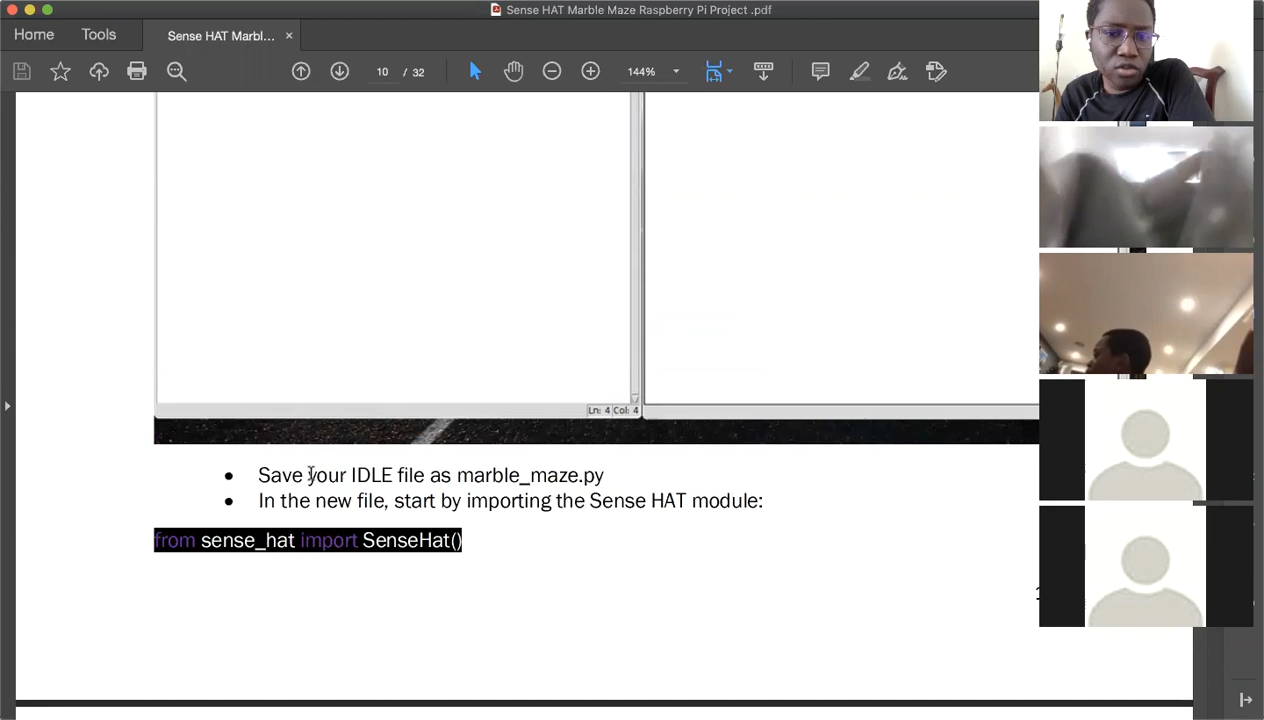 Sense HAT Marble Maze Raspberry Pi Project .pdf
Home Tools Sense HAT Marbl... ×
10 / 32 144%
Ln: 4 Col: 4
• Save your IDLE file as marble_maze.py
• In the new file, start by importing the Sense HAT module:
from sense_hat import SenseHat()